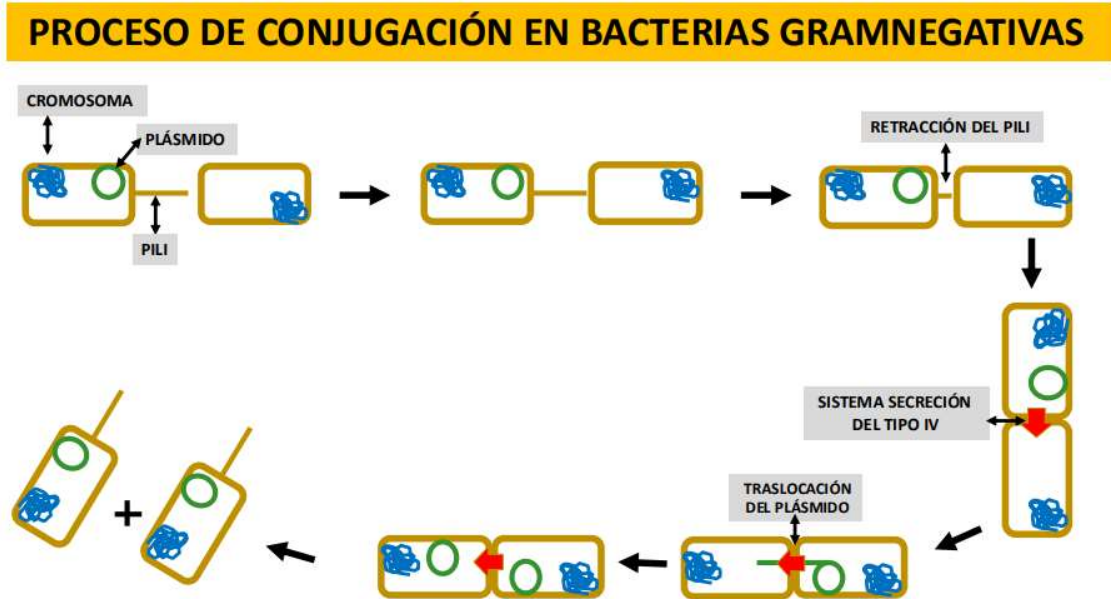 PROCESO DE CONJUGACIÓN EN BACTERIAS GRAMNEGATIVAS
CROMOSOMA
PLÁSMIDO
PILI
RETRACCIÓN DEL PILI
SISTEMA SECRECIÓN
DEL TIPO IV
TRASLOCACIÓN
DEL PLÁSMIDO